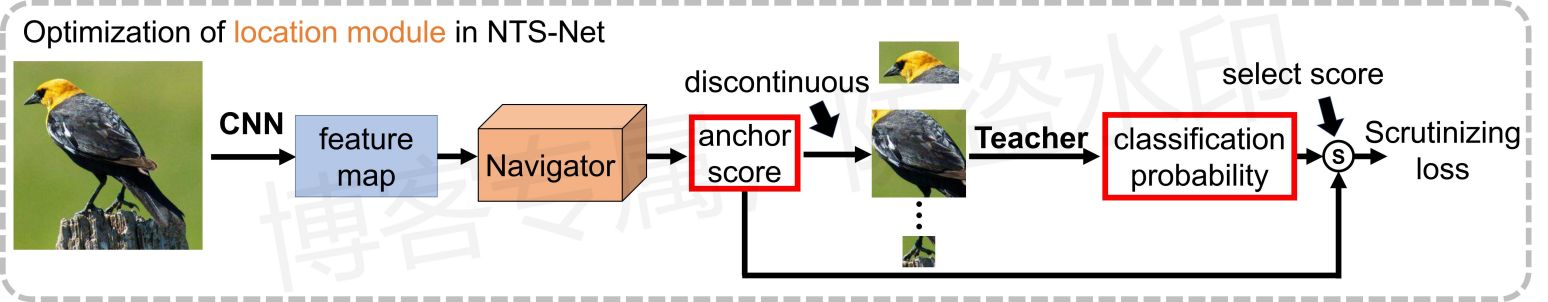 Optimization of location module in NTS-Net
CNN
feature
map
Navigator
anchor
score
discontinuous
Teacher
classification
probability
select score
S
Scrutinizing
loss
博客专属 防盗水印